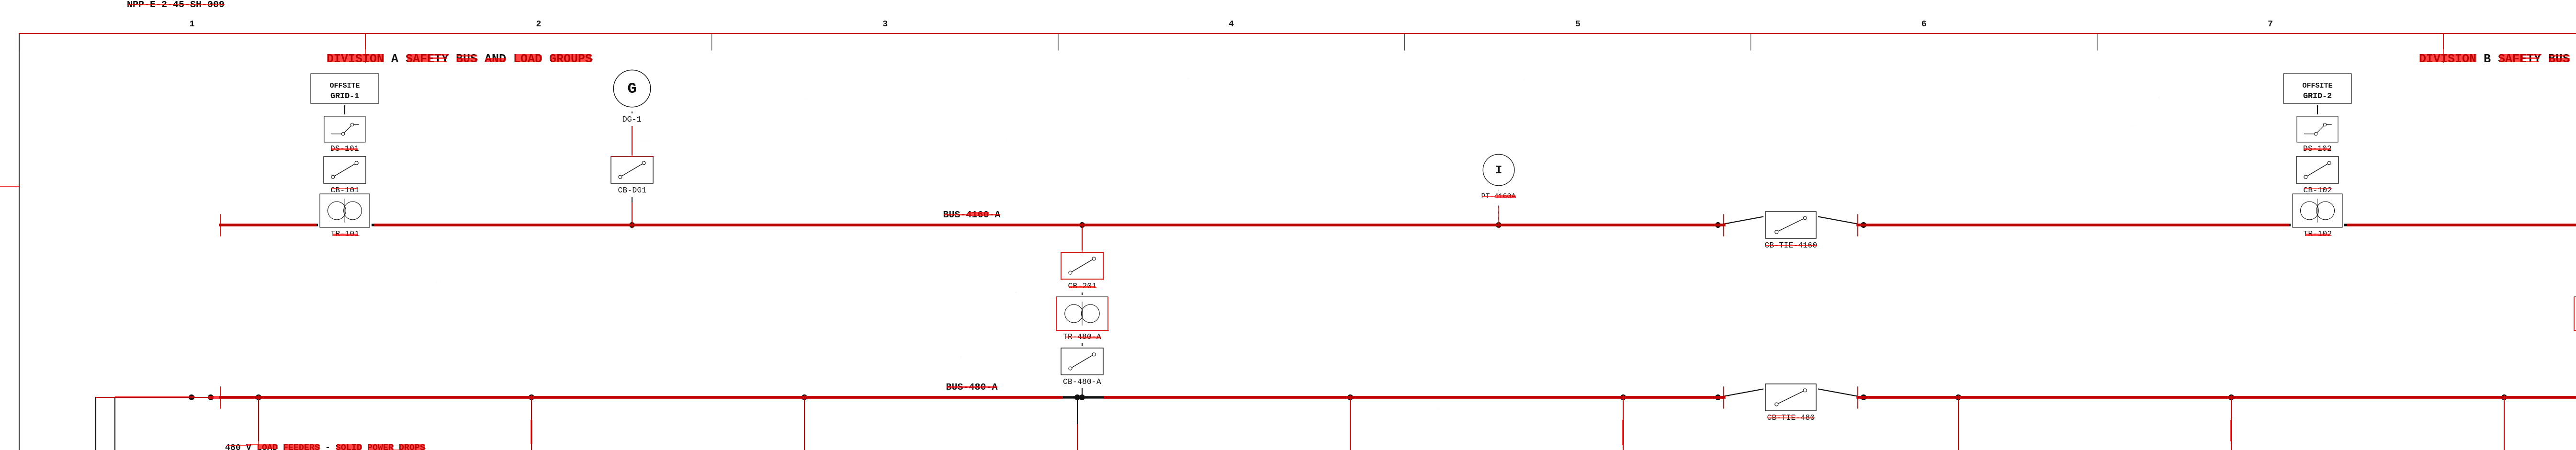 NPP-E-2-45-SH-009
1 2 3 4 5 6 7
DIVISION A SAFETY BUS AND LOAD GROUPS
DIVISION B SAFETY BUS
OFFSITE
GRID-1
G
OFFSITE
GRID-2
DG-1
DS-101
DS-102
I
CB-101
CB-DG1
CB-102
PT-4160A
BUS-4160-A
TR-101
TR-102
CB-TIE-4160
CB-201
TR-480-A
CB-480-A
BUS-480-A
CB-TIE-480
480 V LOAD FEEDERS - SOLID POWER DROPS